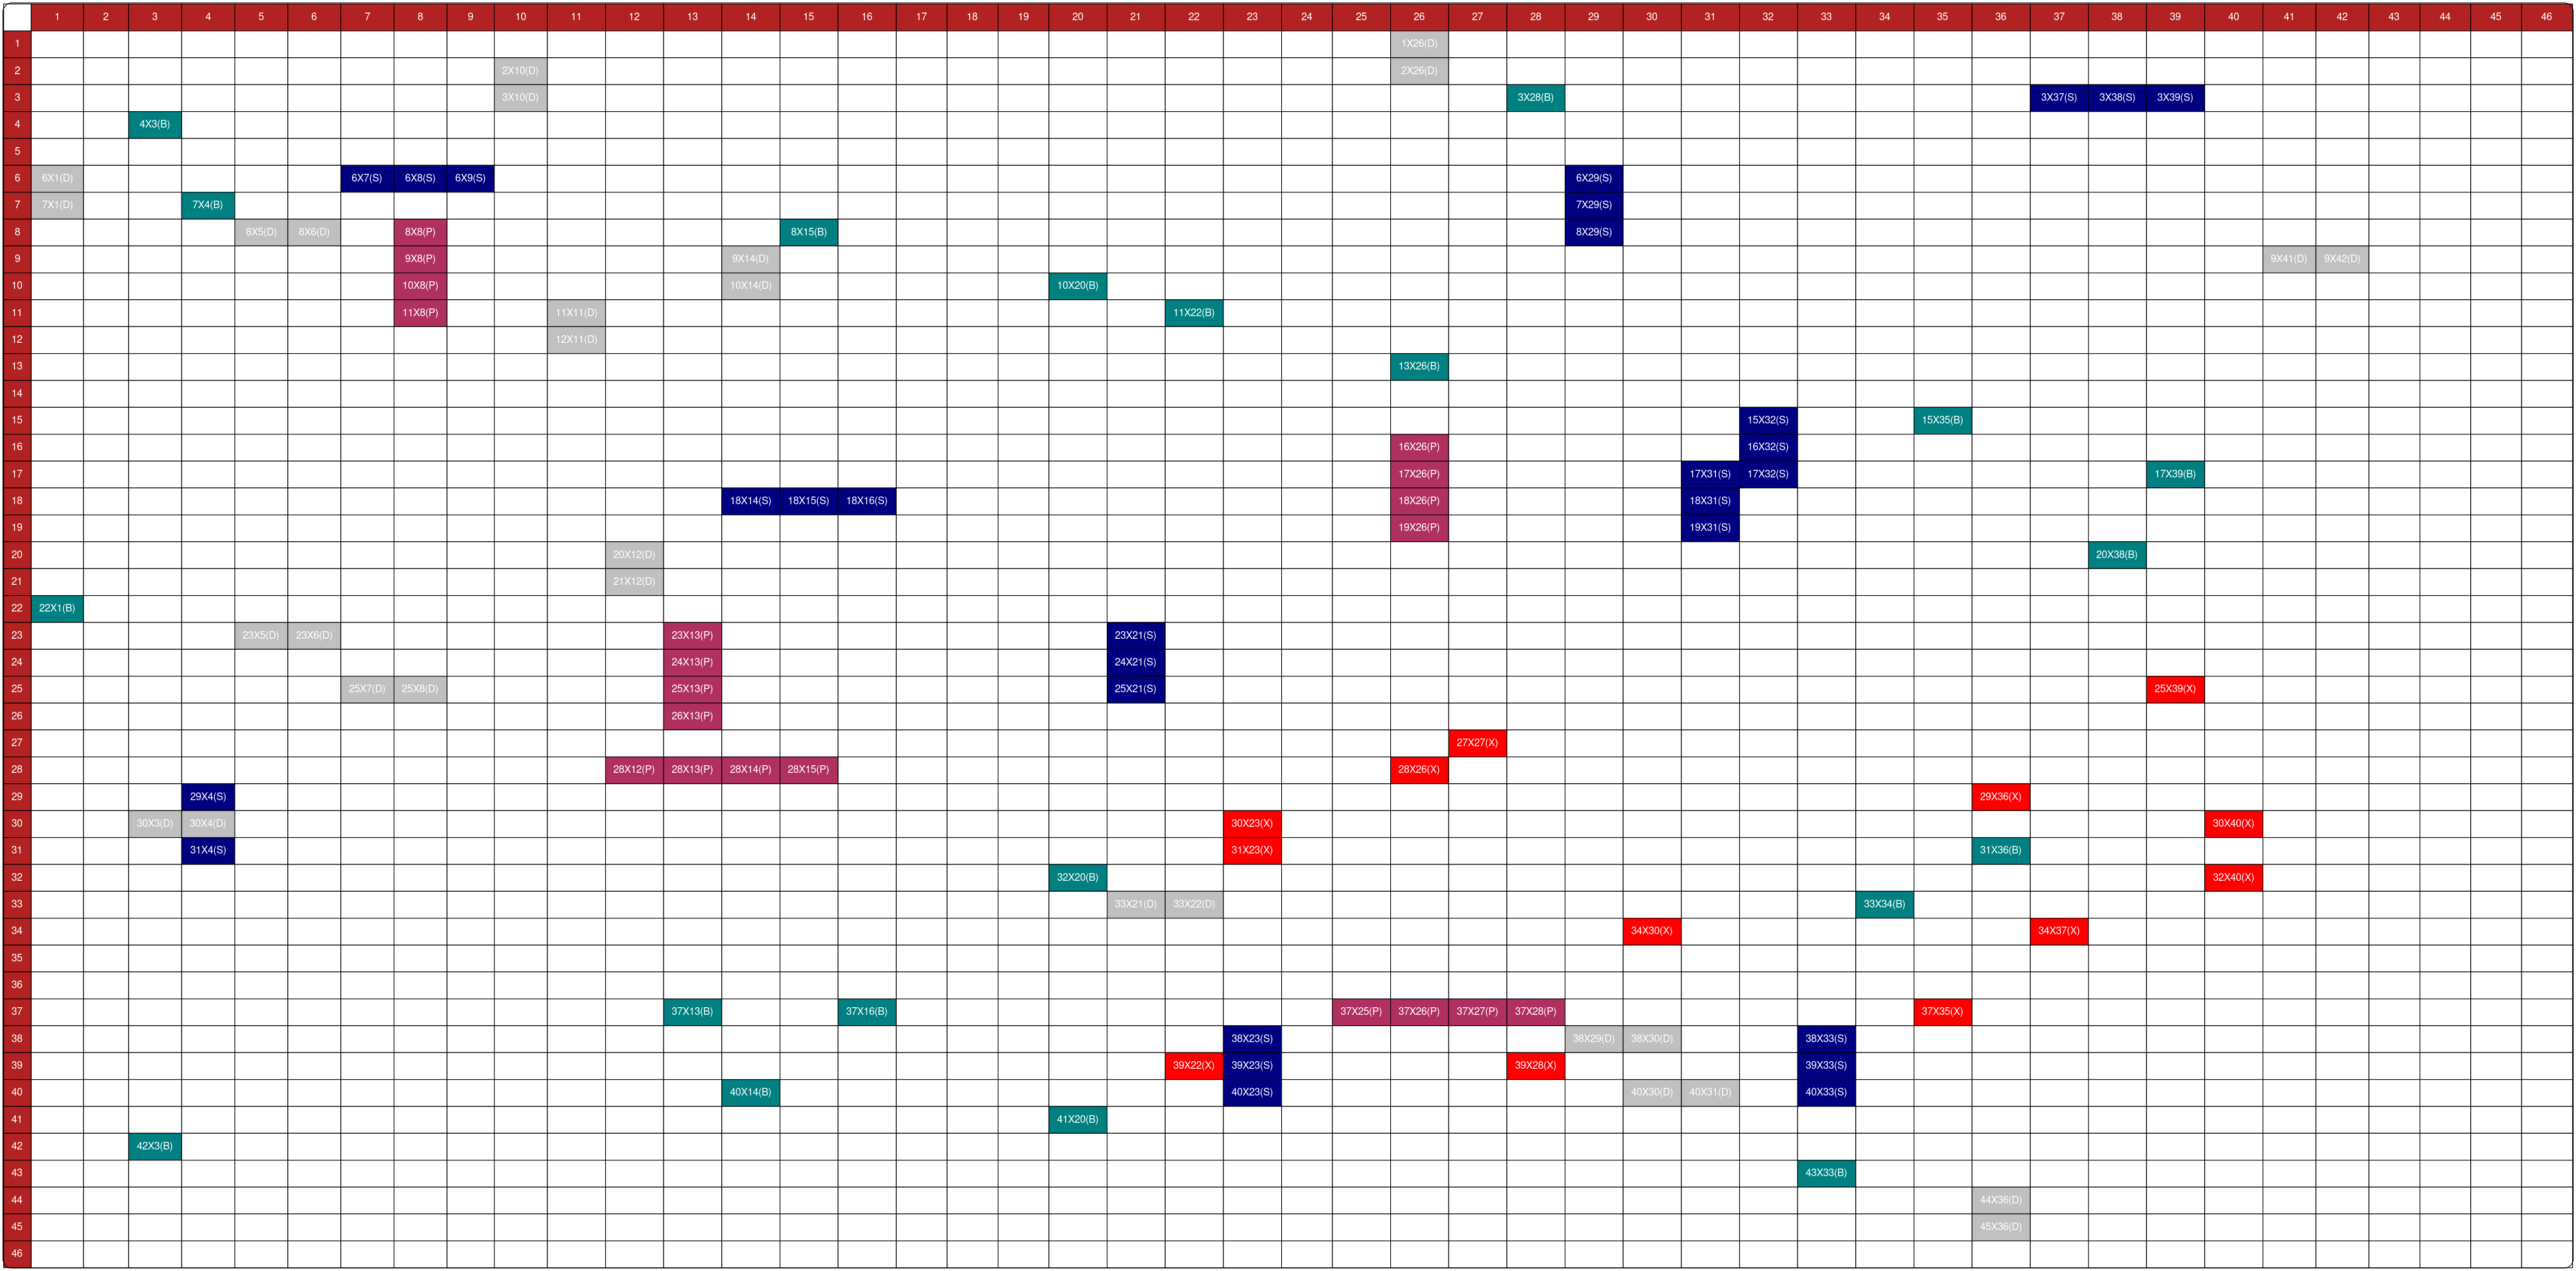 1 2 3 4 5 6 7 8 9 10 11 12 13 14 15 16 17 18 19 20 21 22 23 24 25 26 27 28 29 30 31 32 33 34 35 36 37 38 39 40 41 42 43 44 45 46
1 1X26(D)
2 2X10(D) 2X26(D)
3 3X10(D) 3X28(B) 3X37(S) 3X38(S) 3X39(S)
4 4X3(B)
5
6 6X1(D) 6X7(S) 6X8(S) 6X9(S) 6X29(S)
7 7X1(D) 7X4(B) 7X29(S)
8 8X5(D) 8X6(D) 8X8(P) 8X15(B) 8X29(S)
9 9X8(P) 9X14(D) 9X41(D) 9X42(D)
10 10X8(P) 10X14(D) 10X20(B)
11 11X8(P) 11X11(D) 11X22(B)
12 12X11(D)
13 13X26(B)
14
15 15X32(S) 15X35(B)
16 16X26(P) 16X32(S)
17 17X26(P) 17X31(S) 17X32(S) 17X39(B)
18 18X14(S) 18X15(S) 18X16(S) 18X26(P) 18X31(S)
19 19X26(P) 19X31(S)
20 20X12(D) 20X38(B)
21 21X12(D)
22 22X1(B)
23 23X5(D) 23X6(D) 23X13(P) 23X21(S)
24 24X13(P) 24X21(S)
25 25X7(D) 25X8(D) 25X13(P) 25X21(S) 25X39(X)
26 26X13(P)
27 27X27(X)
28 28X12(P) 28X13(P) 28X14(P) 28X15(P) 28X26(X)
29 29X4(S) 29X36(X)
30 30X3(D) 30X4(D) 30X23(X) 30X40(X)
31 31X4(S) 31X23(X) 31X36(B)
32 32X20(B) 32X40(X)
33 33X21(D) 33X22(D) 33X34(B)
34 34X30(X) 34X37(X)
35
36
37 37X13(B) 37X16(B) 37X25(P) 37X26(P) 37X27(P) 37X28(P) 37X35(X)
38 38X23(S) 38X29(D) 38X30(D) 38X33(S)
39 39X22(X) 39X23(S) 39X28(X) 39X33(S)
40 40X14(B) 40X23(S) 40X30(D) 40X31(D) 40X33(S)
41 41X20(B)
42 42X3(B)
43 43X33(B)
44 44X36(D)
45 45X36(D)
46